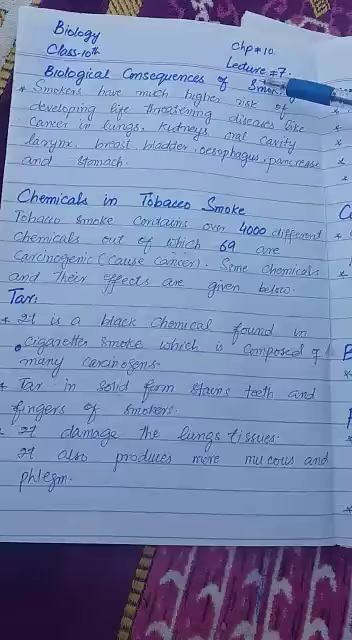 Biology
Class-10th
Chp#10.
Lecture #7.
Biological Consequences of Smok
* Smokers have much higher risk of
developing life threatening diseases like
Cancer in lungs, kutneys oral cavity
larynx, breast, bladder, oesophagus, pancrease
and stomach.
Chemicals in Tobacco Smoke
Tobacco smoke contains over 4000 different
Chemicals out of which 69 are
Carcinogenic (cause cancer). Some Chemicals
and their effects are given below.
Tar:
* It is a black chemical found in
cigarette smoke which is composed of
many carcinogens.
* Tar in solid form stains teeth and
fingers of smokers.
- It damage the lungs tissues.
It also produces more mucous and
phlegm.